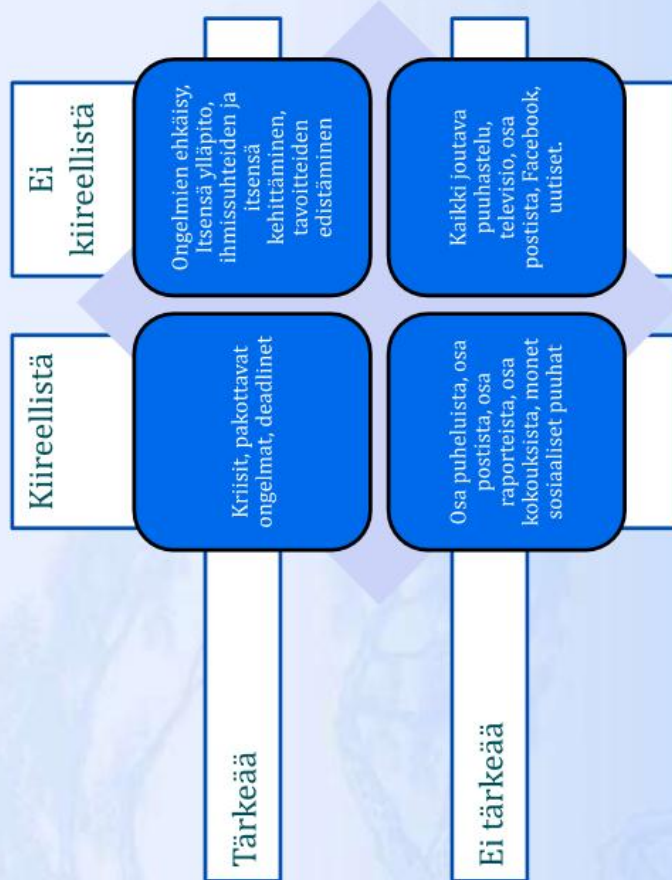 Kiireellistä
Ei
kiireellistä
Tärkeää
Kriisit, pakottavat
ongelmat, deadlinet
Ongelmien ehkäisy,
Itsensä ylläpito,
ihmissuhteiden ja
itsensä
kehittäminen,
tavoitteiden
edistäminen
Ei tärkeää
Osa puheluista, osa
postista, osa
raporteista, osa
kokouksista, monet
sosiaaliset puuhat
Kaikki joutava
puuhastelu,
televisio, osa
postista, Facebook,
uutiset.